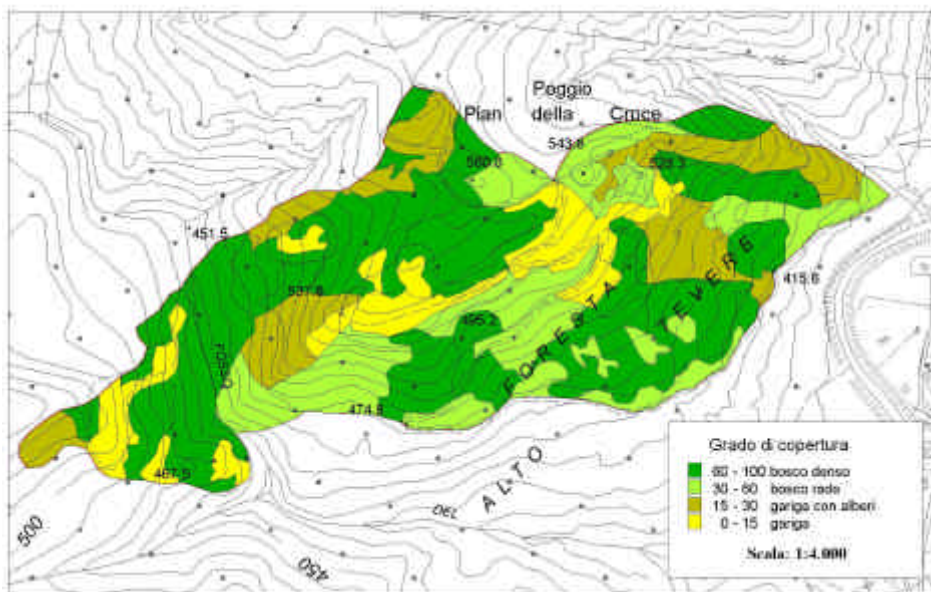 Poggio
Pian della Croce
543.8
560.8 528.3
451.5
415.6
537.8
495.2
FOSSO
474.8
467.5
FORESTA
TEVERE
DEL ALTO
500
450
Grado di copertura
60 - 100 bosco denso
30 - 60 bosco rado
15 - 30 gariga con alberi
0 - 15 gariga
Scala: 1:4.000